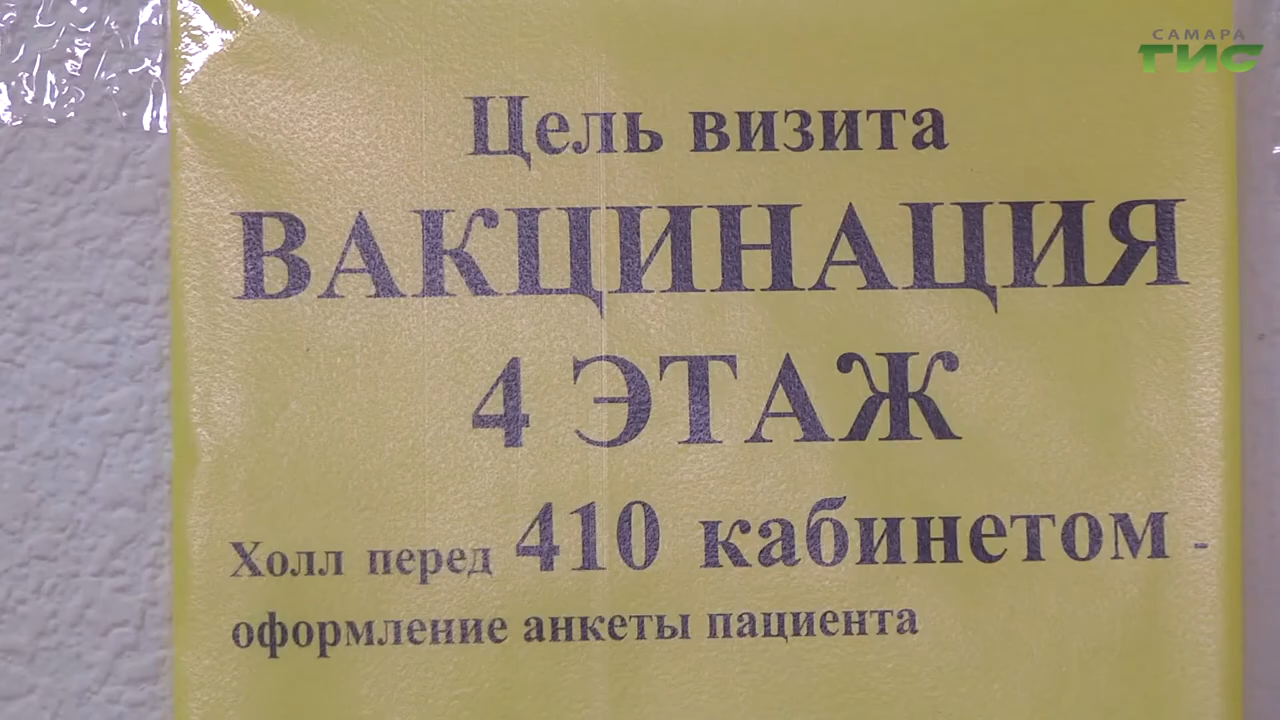 САМАРА
ГИС
Цель визита
ВАКЦИНАЦИЯ
4 ЭТАЖ
Холл перед 410 кабинетом -
оформление анкеты пациента